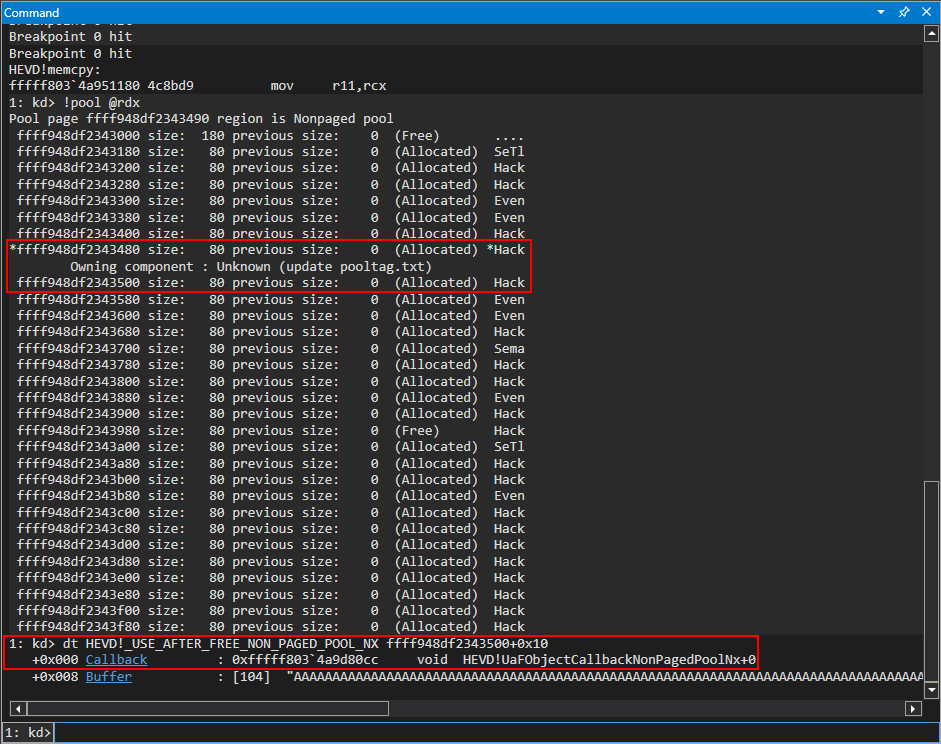 Command
Breakpoint 0 hit
Breakpoint 0 hit
HEVD!memcpy:
fffff803`4a951180 4c8bd9          mov     r11,rcx
1: kd> !pool @rdx
Pool page ffff948df2343490 region is Nonpaged pool
ffff948df2343000 size:  180 previous size:    0  (Free)       ....
ffff948df2343180 size:   80 previous size:    0  (Allocated)  SeTl
ffff948df2343200 size:   80 previous size:    0  (Allocated)  Hack
ffff948df2343280 size:   80 previous size:    0  (Allocated)  Hack
ffff948df2343300 size:   80 previous size:    0  (Allocated)  Even
ffff948df2343380 size:   80 previous size:    0  (Allocated)  Even
ffff948df2343400 size:   80 previous size:    0  (Allocated)  Hack
*ffff948df2343480 size:   80 previous size:    0  (Allocated) *Hack
Owning component : Unknown (update pooltag.txt)
ffff948df2343500 size:   80 previous size:    0  (Allocated)  Hack
ffff948df2343580 size:   80 previous size:    0  (Allocated)  Even
ffff948df2343600 size:   80 previous size:    0  (Allocated)  Even
ffff948df2343680 size:   80 previous size:    0  (Allocated)  Hack
ffff948df2343700 size:   80 previous size:    0  (Allocated)  Sema
ffff948df2343780 size:   80 previous size:    0  (Allocated)  Hack
ffff948df2343800 size:   80 previous size:    0  (Allocated)  Hack
ffff948df2343880 size:   80 previous size:    0  (Allocated)  Even
ffff948df2343900 size:   80 previous size:    0  (Allocated)  Hack
ffff948df2343980 size:   80 previous size:    0  (Free)       Hack
ffff948df2343a00 size:   80 previous size:    0  (Allocated)  SeTl
ffff948df2343a80 size:   80 previous size:    0  (Allocated)  Hack
ffff948df2343b00 size:   80 previous size:    0  (Allocated)  Hack
ffff948df2343b80 size:   80 previous size:    0  (Allocated)  Even
ffff948df2343c00 size:   80 previous size:    0  (Allocated)  Hack
ffff948df2343c80 size:   80 previous size:    0  (Allocated)  Hack
ffff948df2343d00 size:   80 previous size:    0  (Allocated)  Hack
ffff948df2343d80 size:   80 previous size:    0  (Allocated)  Hack
ffff948df2343e00 size:   80 previous size:    0  (Allocated)  Hack
ffff948df2343e80 size:   80 previous size:    0  (Allocated)  Hack
ffff948df2343f00 size:   80 previous size:    0  (Allocated)  Hack
ffff948df2343f80 size:   80 previous size:    0  (Allocated)  Hack
1: kd> dt HEVD!_USE_AFTER_FREE_NON_PAGED_POOL_NX ffff948df2343500+0x10
+0x000 Callback         : 0xfffff803`4a9d80cc     void  HEVD!UaFObjectCallbackNonPagedPoolNx+0
+0x008 Buffer           : [104]  "AAAAAAAAAAAAAAAAAAAAAAAAAAAAAAAAAAAAAAAAAAAAAAAAAAAAAAAAAAAAAAAAAAAAAAAAAAAAAAAAAA
1: kd>